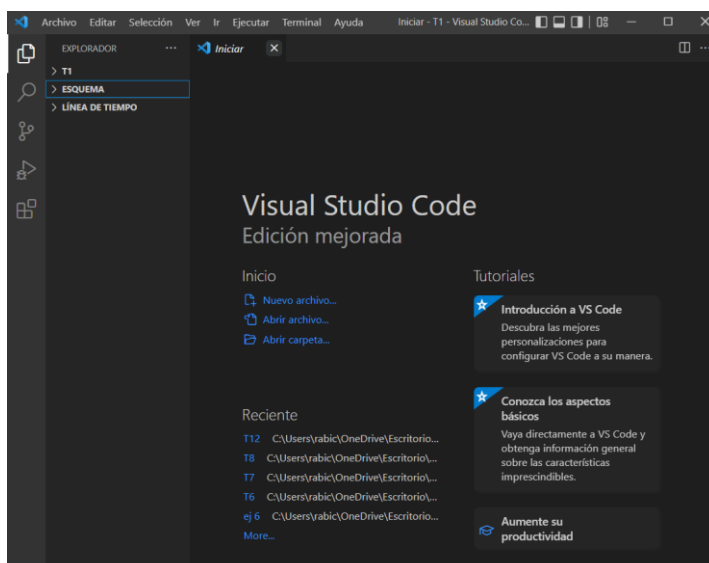 Archivo Editar Selección Ver Ir Ejecutar Terminal Ayuda Iniciar - T1 - Visual Studio Co...
EXPLORADOR
Iniciar
T1
ESQUEMA
LÍNEA DE TIEMPO
Visual Studio Code
Edición mejorada
Inicio
Nuevo archivo...
Abrir archivo...
Abrir carpeta...
Reciente
T12 C:\Users\rabic\OneDrive\Escritorio...
T8 C:\Users\rabic\OneDrive\Escritorio\...
T7 C:\Users\rabic\OneDrive\Escritorio\...
T6 C:\Users\rabic\OneDrive\Escritorio\...
ej 6 C:\Users\rabic\OneDrive\Escritorio...
More...
Tutoriales
Introducción a VS Code
Descubra las mejores
personalizaciones para
configurar VS Code a su manera.
Conozca los aspectos
básicos
Vaya directamente a VS Code y
obtenga información general
sobre las características
imprescindibles.
Aumente su
productividad